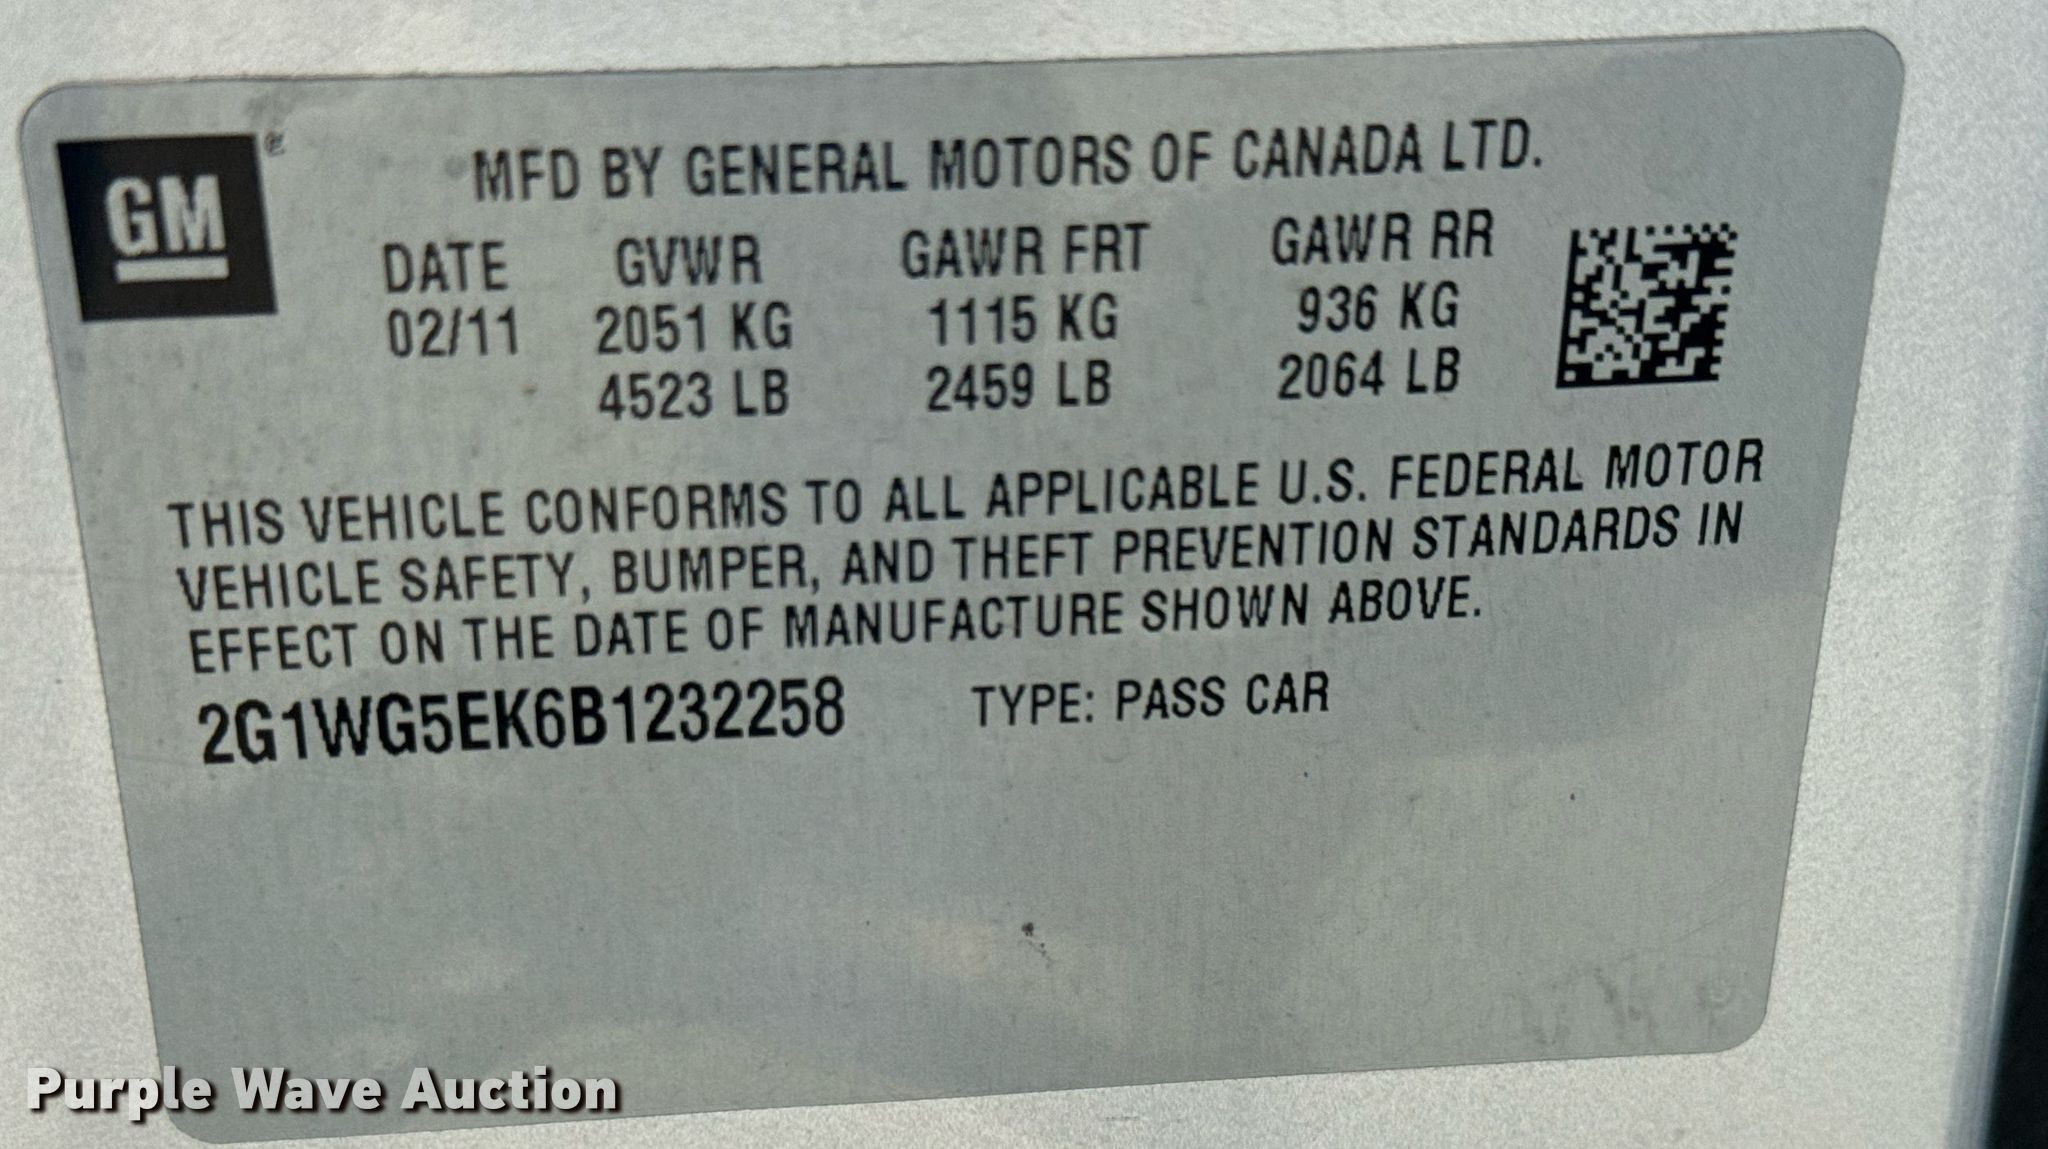 GM ®
MFD BY GENERAL MOTORS OF CANADA LTD.
DATE GVWR GAWR FRT GAWR RR
02/11 2051 KG 1115 KG 936 KG
4523 LB 2459 LB 2064 LB
THIS VEHICLE CONFORMS TO ALL APPLICABLE U.S. FEDERAL MOTOR
VEHICLE SAFETY, BUMPER, AND THEFT PREVENTION STANDARDS IN
EFFECT ON THE DATE OF MANUFACTURE SHOWN ABOVE.
2G1WG5EK6B1232258 TYPE: PASS CAR
Purple Wave Auction